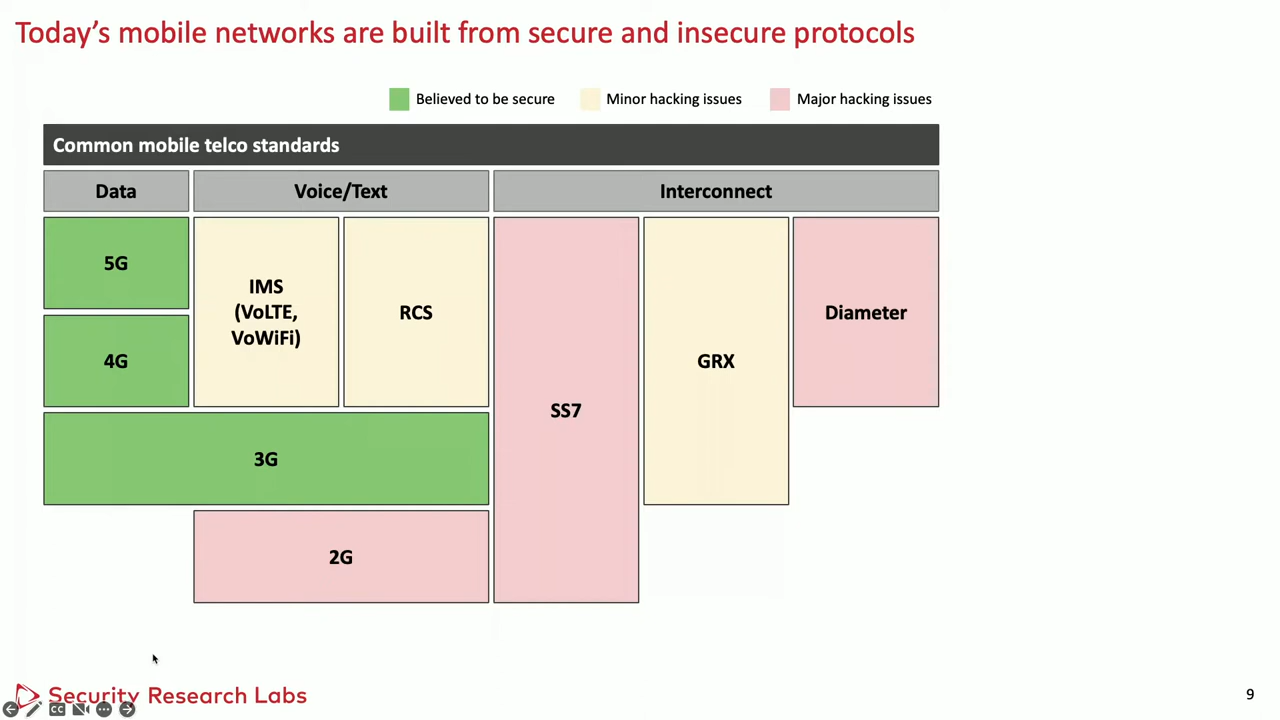 Today's mobile networks are built from secure and insecure protocols
Believed to be secure
Minor hacking issues
Major hacking issues
Common mobile telco standards
Data
Voice/Text
Interconnect
5G
4G
IMS
(VoLTE,
VoWiFi)
RCS
3G
2G
SS7
GRX
Diameter
Security Research Labs
CC
9